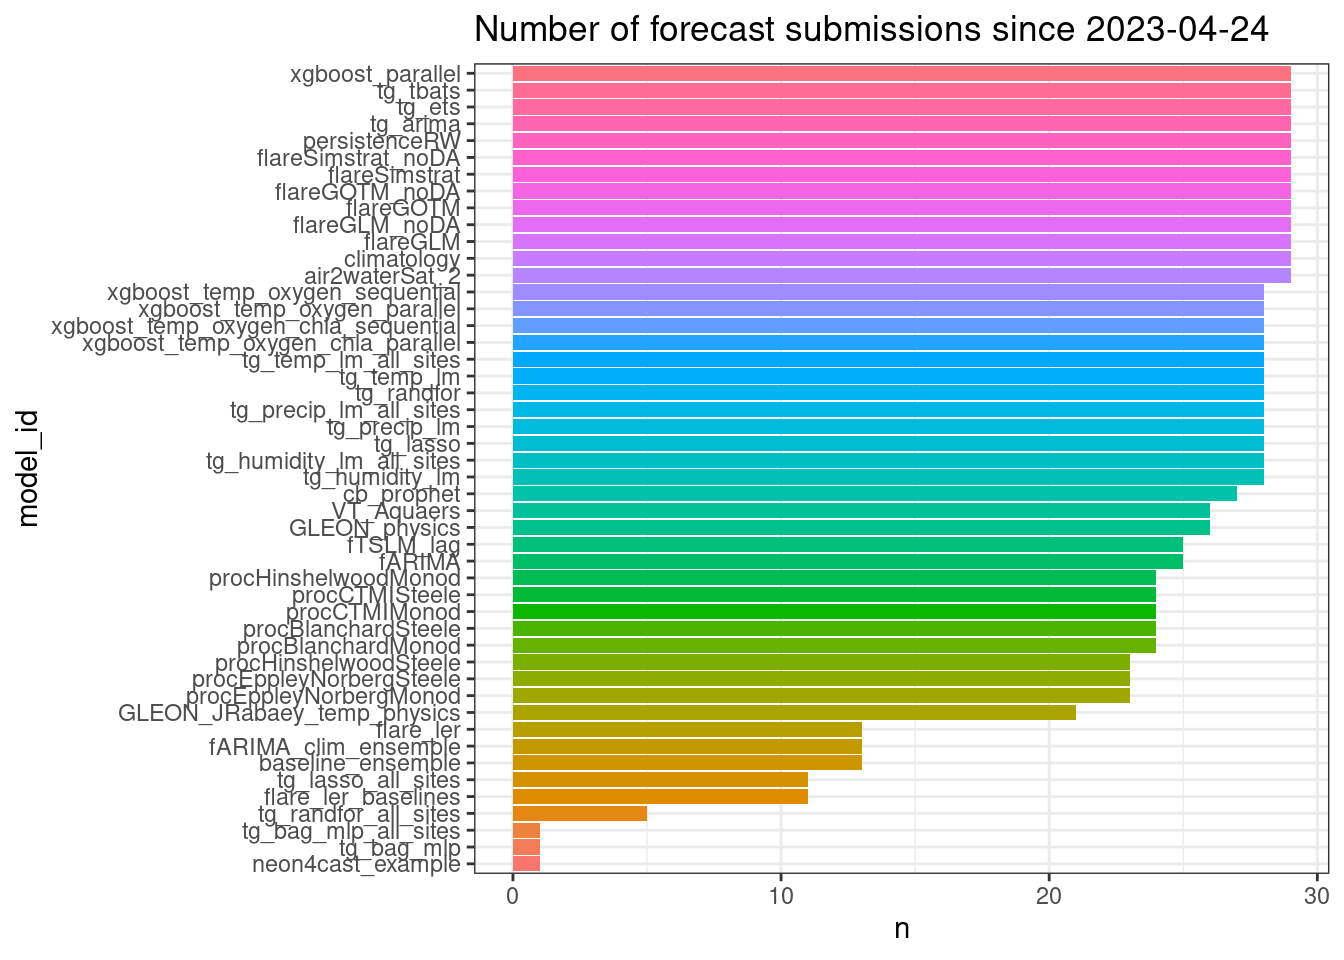 Number of forecast submissions since 2023-04-24
xgboost_parallel
tg_tbats
tg_ets
tg_arima
persistenceRW
flareSimstrat_noDA
flareSimstrat
flareGOTM_noDA
flareGOTM
flareGLM_noDA
flareGLM
climatology
air2waterSat_2
xgboost_temp_oxygen_sequential
xgboost_temp_oxygen_parallel
xgboost_temp_oxygen_chla_sequential
xgboost_temp_oxygen_chla_parallel
tg_temp_lm_all_sites
tg_temp_lm
tg_randfor
tg_precip_lm_all_sites
tg_precip_lm
tg_lasso
tg_humidity_lm_all_sites
tg_humidity_lm
cb_prophet
VT_Aquaers
GLEON_physics
fTSLM_lag
fARIMA
procHinshelwoodMonod
procCTMISteele
procCTMIMonod
procBlanchardSteele
procBlanchardMonod
procHinshelwoodSteele
procEppleyNorbergSteele
procEppleyNorbergMonod
GLEON_JRabaey_temp_physics
flare_ler
fARIMA_clim_ensemble
baseline_ensemble
tg_lasso_all_sites
flare_ler_baselines
tg_randfor_all_sites
tg_bag_mlp_all_sites
tg_bag_mlp
neon4cast_example
model_id
0 10 20 30
n